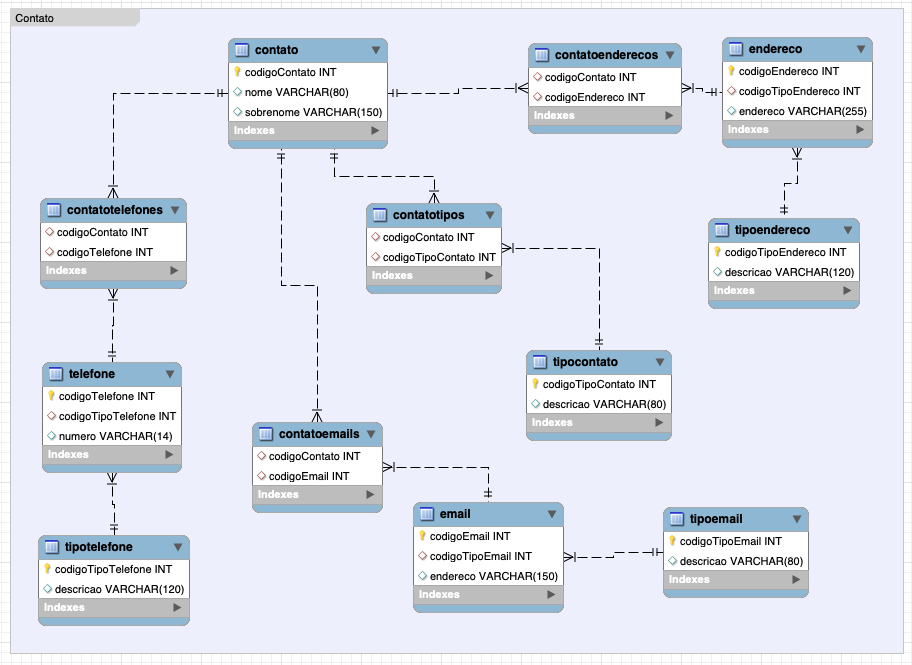 Contato
contato
codigoContato INT
nome VARCHAR(80)
sobrenome VARCHAR(150)
Indexes
contatoenderecos
codigoContato INT
codigoEndereco INT
Indexes
endereco
codigoEndereco INT
codigoTipoEndereco INT
endereco VARCHAR(255)
Indexes
contatotelefones
codigoContato INT
codigoTelefone INT
Indexes
contatotipos
codigoContato INT
codigoTipoContato INT
Indexes
tipoendereco
codigoTipoEndereco INT
descricao VARCHAR(120)
Indexes
telefone
codigoTelefone INT
codigoTipoTelefone INT
numero VARCHAR(14)
Indexes
tipocontato
codigoTipoContato INT
descricao VARCHAR(80)
Indexes
contatoemails
codigoContato INT
codigoEmail INT
Indexes
email
codigoEmail INT
codigoTipoEmail INT
endereco VARCHAR(150)
Indexes
tipoemail
codigoTipoEmail INT
descricao VARCHAR(80)
Indexes
tipotelefone
codigoTipoTelefone INT
descricao VARCHAR(120)
Indexes